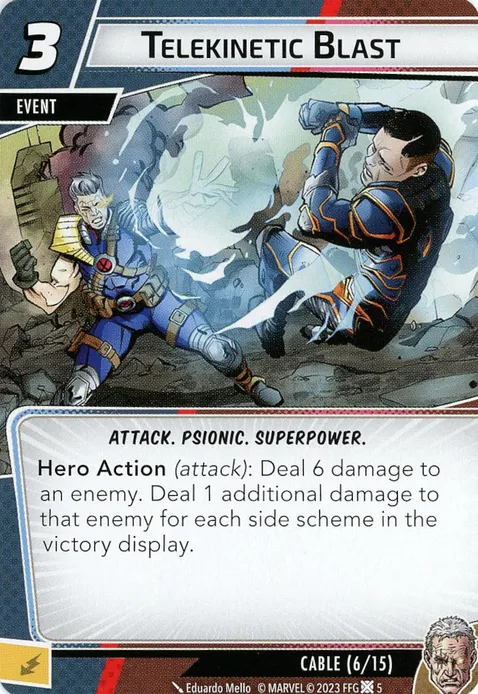 3
TELEKINETIC BLAST
EVENT
ATTACK. PSIONIC. SUPERPOWER.
Hero Action (attack): Deal 6 damage to
an enemy. Deal 1 additional damage to
that enemy for each side scheme in the
victory display.
CABLE (6/15)
Eduardo Mello © MARVEL © 2023 FFG 5